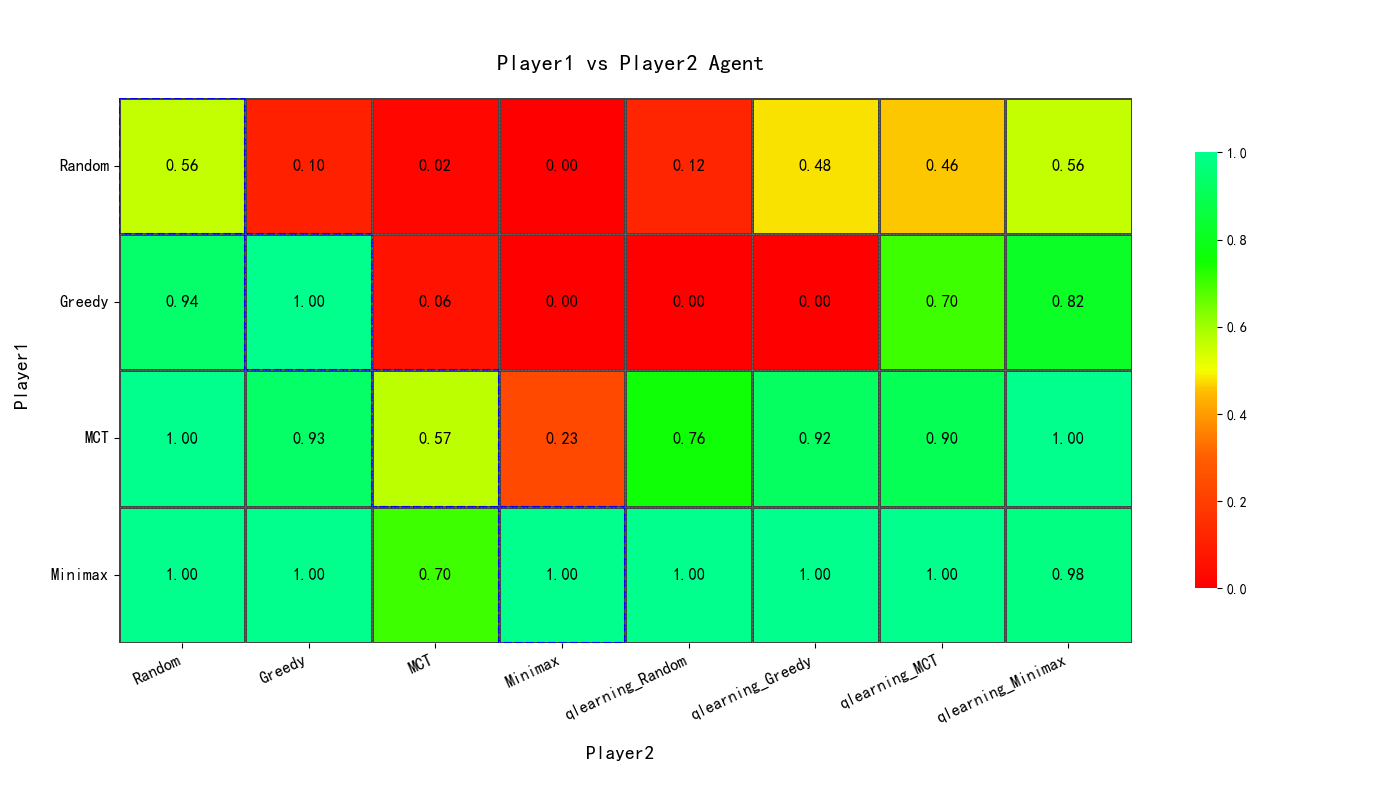 Player1 vs Player2 Agent
Random 0.56 0.10 0.02 0.00 0.12 0.48 0.46 0.56
Greedy 0.94 1.00 0.06 0.00 0.00 0.00 0.70 0.82
MCT 1.00 0.93 0.57 0.23 0.76 0.92 0.90 1.00
Minimax 1.00 1.00 0.70 1.00 1.00 1.00 1.00 0.98
Random Greedy MCT Minimax qlearning_Random qlearning_Greedy qlearning_MCT qlearning_Minimax
Player2
Player1
1.0
0.8
0.6
0.4
0.2
0.0